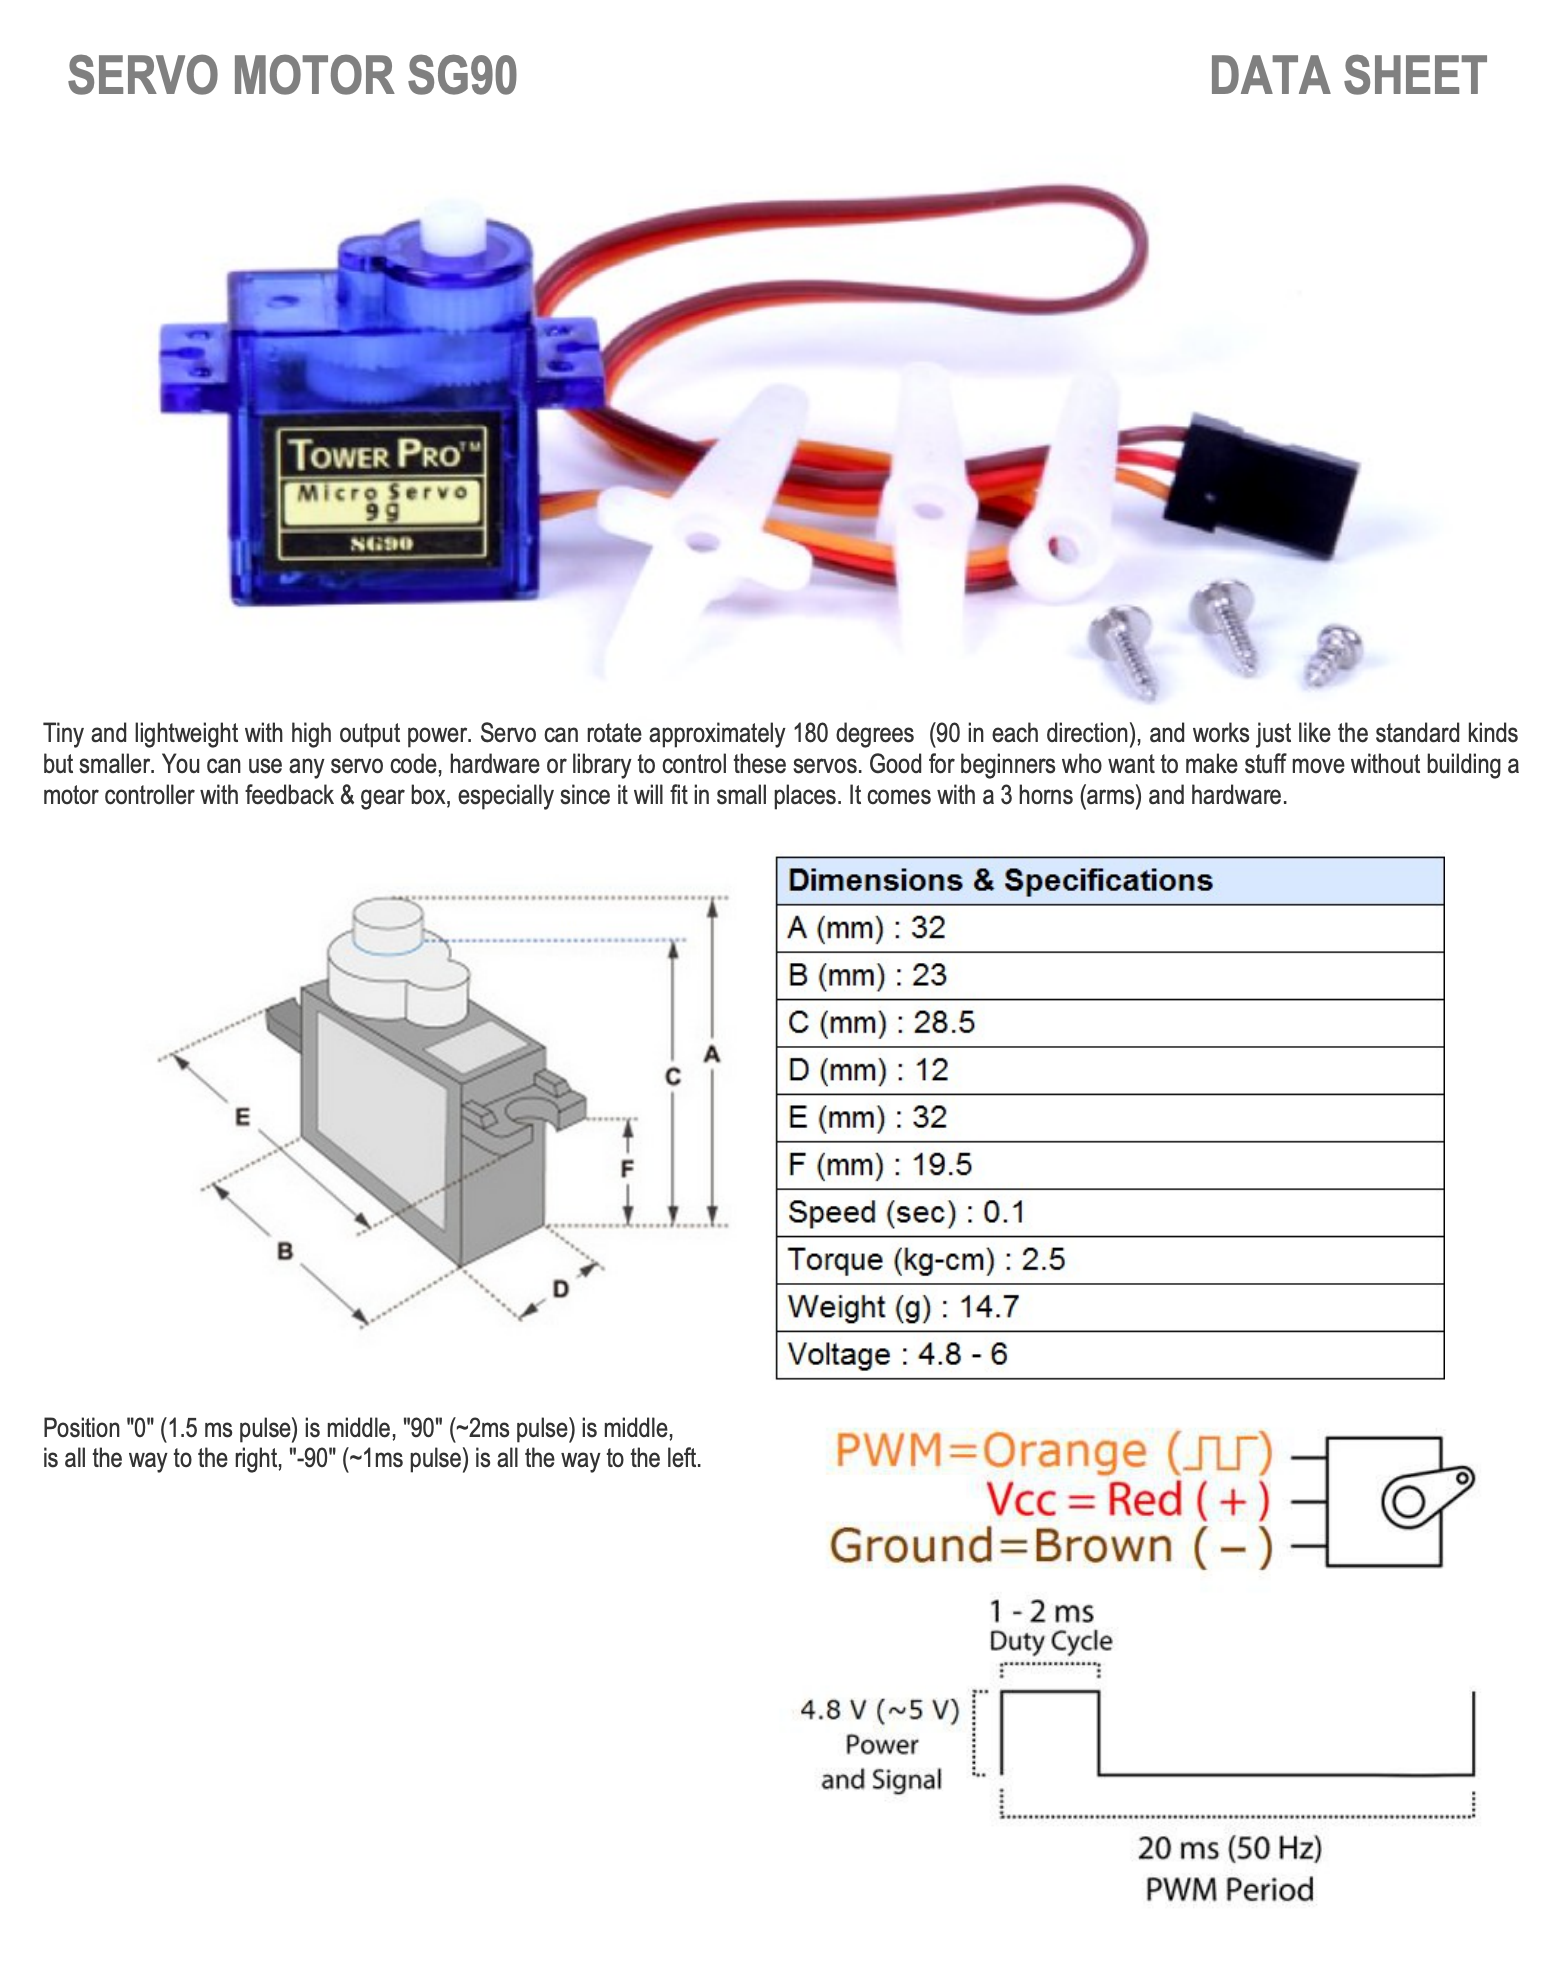 SERVO MOTOR SG90 DATA SHEET
TOWER PRO™
Micro Servo
9g
SG90
Tiny and lightweight with high output power. Servo can rotate approximately 180 degrees  (90 in each direction), and works just like the standard kinds
but smaller. You can use any servo code, hardware or library to control these servos. Good for beginners who want to make stuff move without building a
motor controller with feedback & gear box, especially since it will fit in small places. It comes with a 3 horns (arms) and hardware.
A
C
E
F
B
D
Dimensions & Specifications
A (mm) : 32
B (mm) : 23
C (mm) : 28.5
D (mm) : 12
E (mm) : 32
F (mm) : 19.5
Speed (sec) : 0.1
Torque (kg-cm) : 2.5
Weight (g) : 14.7
Voltage : 4.8 - 6
Position "0" (1.5 ms pulse) is middle, "90" (~2ms pulse) is middle,
is all the way to the right, "-90" (~1ms pulse) is all the way to the left.
PWM=Orange (⎍⎍)
Vcc = Red ( + )
Ground=Brown ( – )
1 - 2 ms
Duty Cycle
4.8 V (~5 V)
Power
and Signal
20 ms (50 Hz)
PWM Period